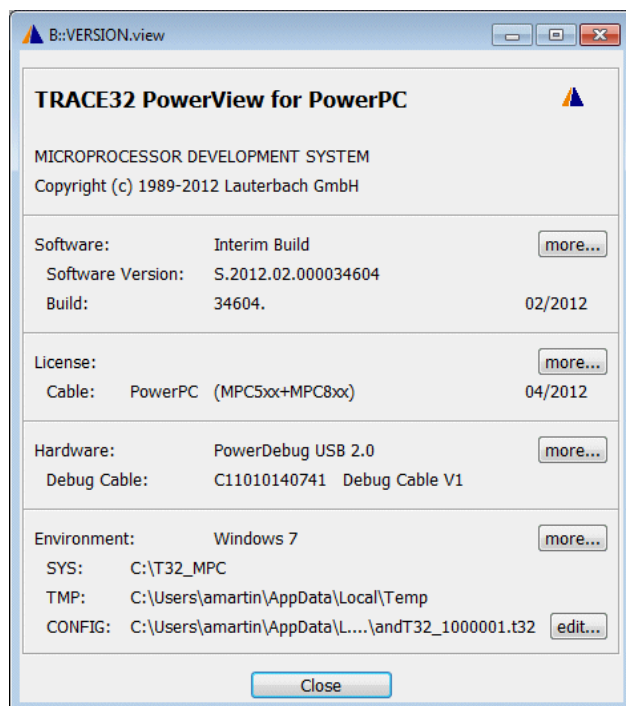 B::VERSION.view
TRACE32 PowerView for PowerPC
MICROPROCESSOR DEVELOPMENT SYSTEM
Copyright (c) 1989-2012 Lauterbach GmbH
Software: Interim Build more...
Software Version: S.2012.02.000034604
Build: 34604. 02/2012
License: more...
Cable: PowerPC (MPC5xx+MPC8xx) 04/2012
Hardware: PowerDebug USB 2.0 more...
Debug Cable: C11010140741 Debug Cable V1
Environment: Windows 7 more...
SYS: C:\T32_MPC
TMP: C:\Users\amartin\AppData\Local\Temp
CONFIG: C:\Users\amartin\AppData\L....\andT32_1000001.t32 edit...
Close